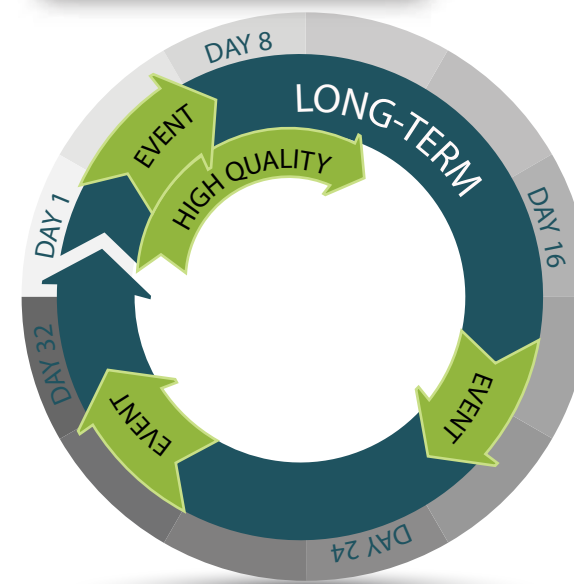 DAY 1
DAY 8
DAY 16
DAY 24
DAY 32
LONG-TERM
EVENT
HIGH QUALITY
EVENT
EVENT